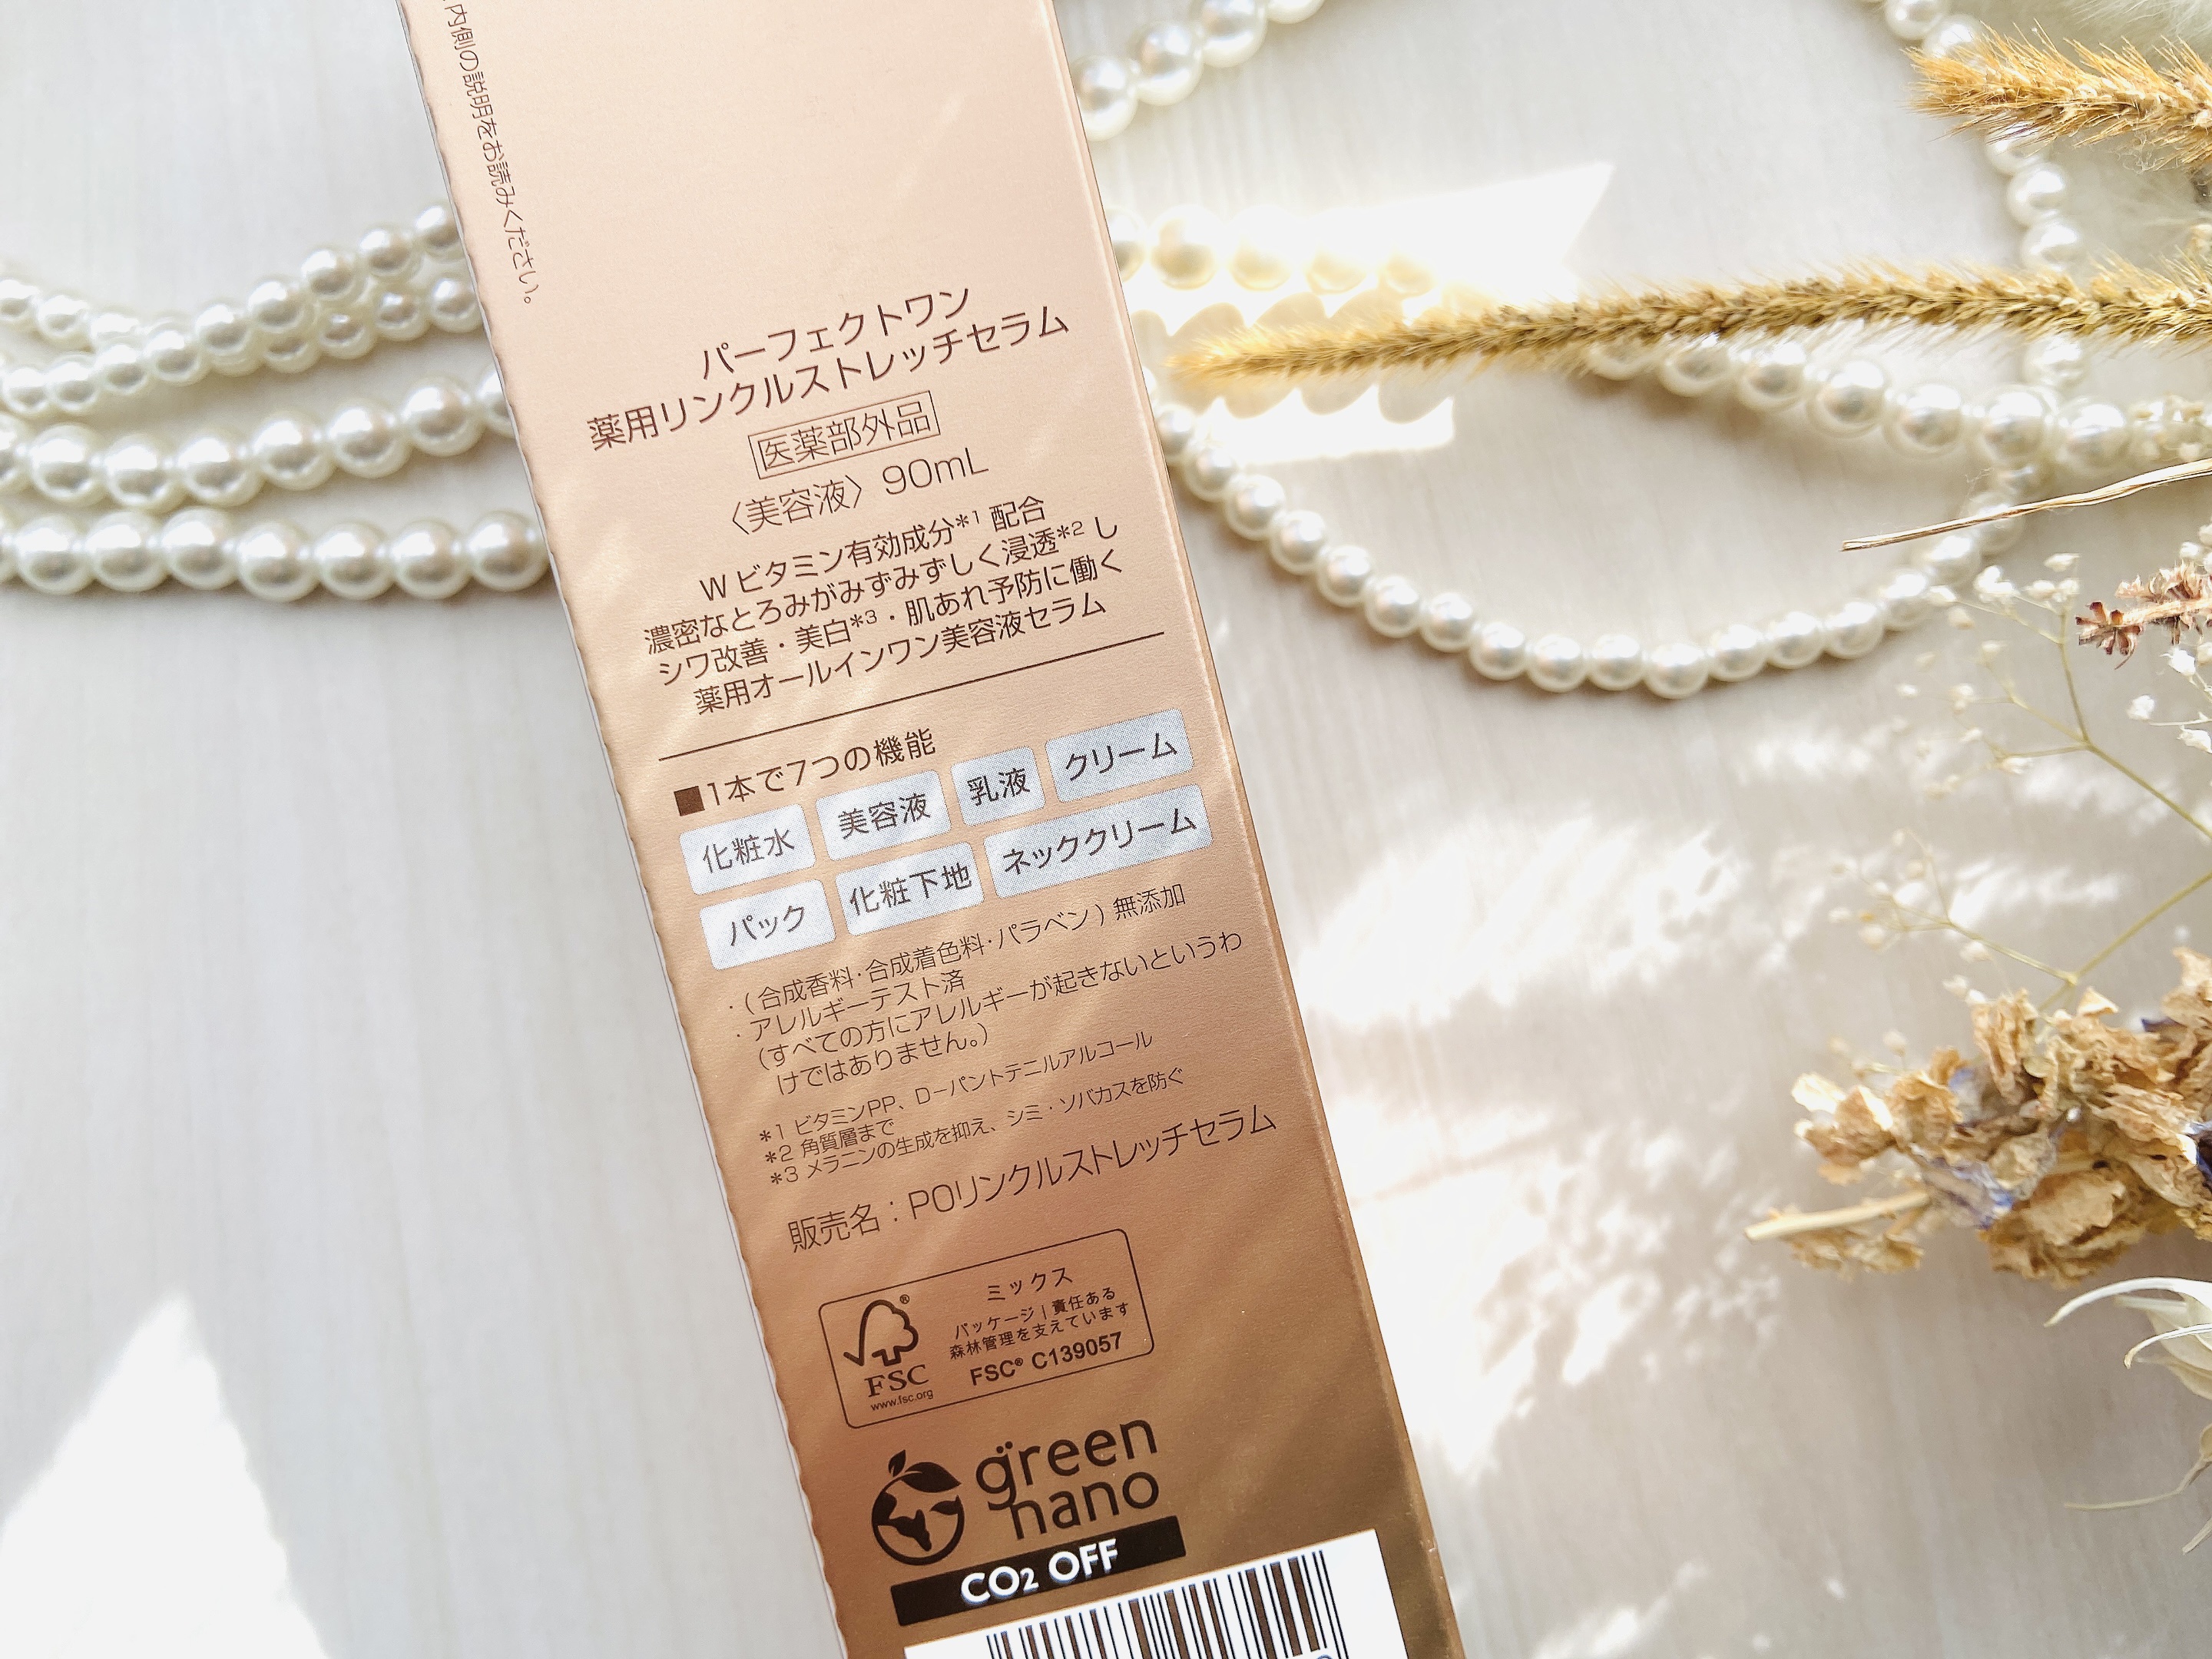 内側の説明をお読みください。
パーフェクトワン
薬用リンクルストレッチセラム
医薬部外品
〈美容液〉 90mL
W ビタミン有効成分*1 配合
濃密なとろみがみずみずしく浸透*2 し
シワ改善・美白*3・肌あれ予防に働く
薬用オールインワン美容液セラム
■1本で7つの機能
化粧水 美容液 乳液 クリーム
パック 化粧下地 ネッククリーム
・(合成香料・合成着色料・パラベン) 無添加
・アレルギーテスト済
(すべての方にアレルギーが起きないというわ
けではありません。)
*1 ビタミンPP、D-パントテニルアルコール
*2 角質層まで
*3 メラニンの生成を抑え、シミ・ソバカスを防ぐ
販売名：POリンクルストレッチセラム
ミックス
パッケージ | 責任ある
森林管理を支えています
FSC® C139057
FSC
www.fsc.org
green
nano
CO2 OFF